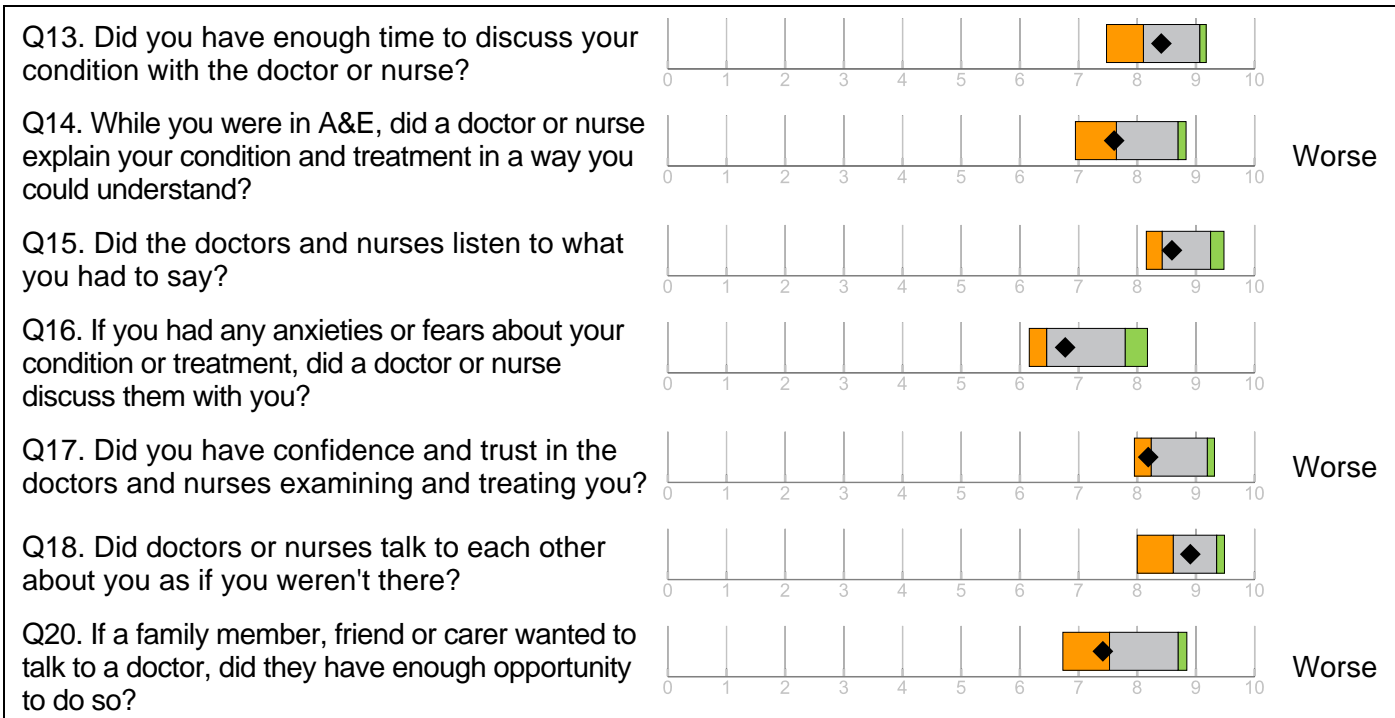 Q13. Did you have enough time to discuss your
condition with the doctor or nurse?
0 1 2 3 4 5 6 7 8 9 10
Q14. While you were in A&E, did a doctor or nurse
explain your condition and treatment in a way you
could understand?
0 1 2 3 4 5 6 7 8 9 10
Worse
Q15. Did the doctors and nurses listen to what
you had to say?
0 1 2 3 4 5 6 7 8 9 10
Q16. If you had any anxieties or fears about your
condition or treatment, did a doctor or nurse
discuss them with you?
0 1 2 3 4 5 6 7 8 9 10
Q17. Did you have confidence and trust in the
doctors and nurses examining and treating you?
0 1 2 3 4 5 6 7 8 9 10
Worse
Q18. Did doctors or nurses talk to each other
about you as if you weren't there?
0 1 2 3 4 5 6 7 8 9 10
Q20. If a family member, friend or carer wanted to
talk to a doctor, did they have enough opportunity
to do so?
0 1 2 3 4 5 6 7 8 9 10
Worse